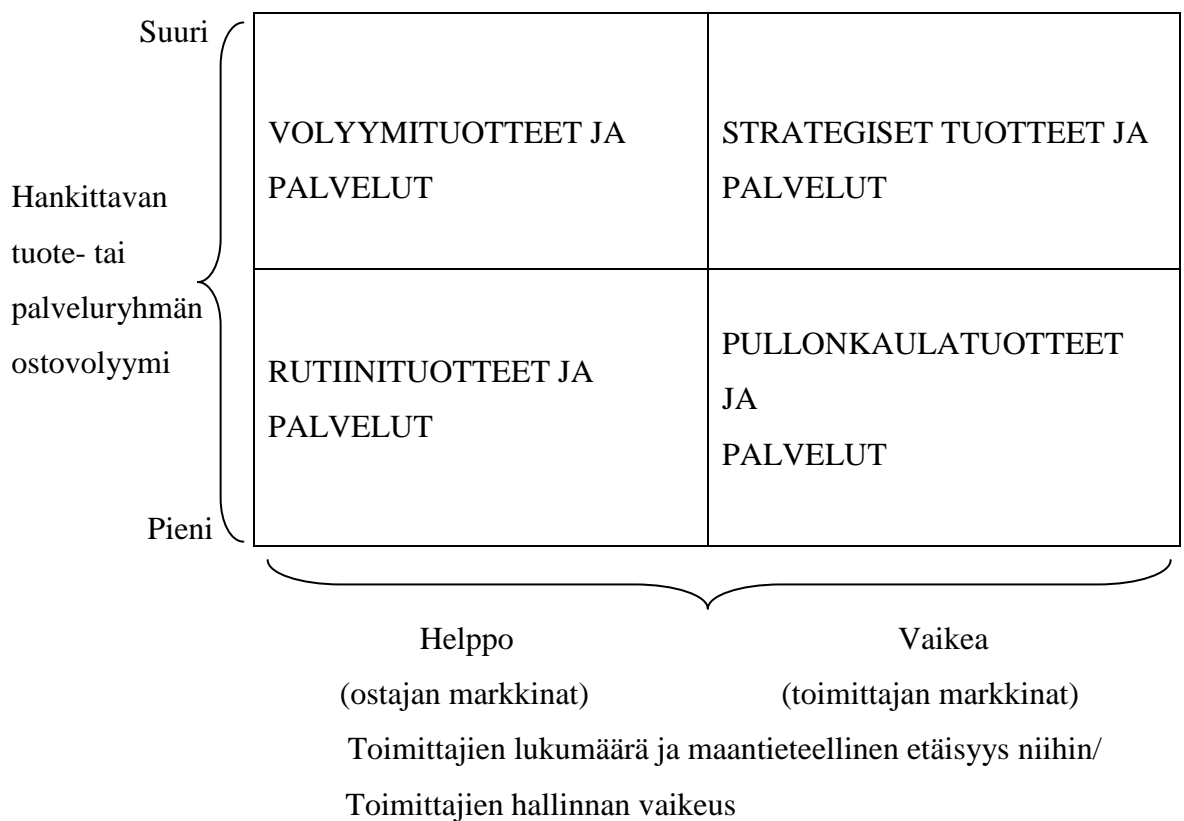 Suuri
VOLYYMITUOTTEET JA
PALVELUT
STRATEGISET TUOTTEET JA
PALVELUT
Hankittavan
tuote- tai
palveluryhmän
ostovolyymi
RUTIINITUOTTEET JA
PALVELUT
PULLONKAULATUOTTEET
JA
PALVELUT
Pieni
Helppo
(ostajan markkinat)
Vaikea
(toimittajan markkinat)
Toimittajien lukumäärä ja maantieteellinen etäisyys niihin/
Toimittajien hallinnan vaikeus